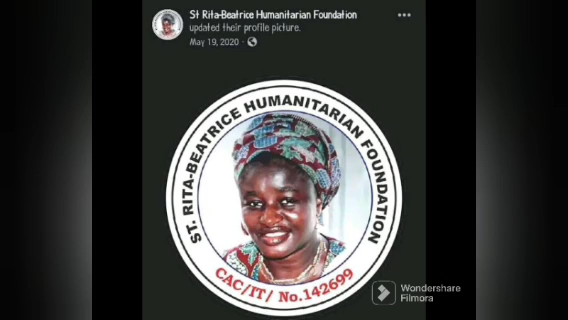 St Rita-Beatrice Humanitarian Foundation
updated their profile picture.
May 19, 2020
ST. RITA-BEATRICE HUMANITARIAN FOUNDATION
CAC/IT/ No.142699
Wondershare
Filmora